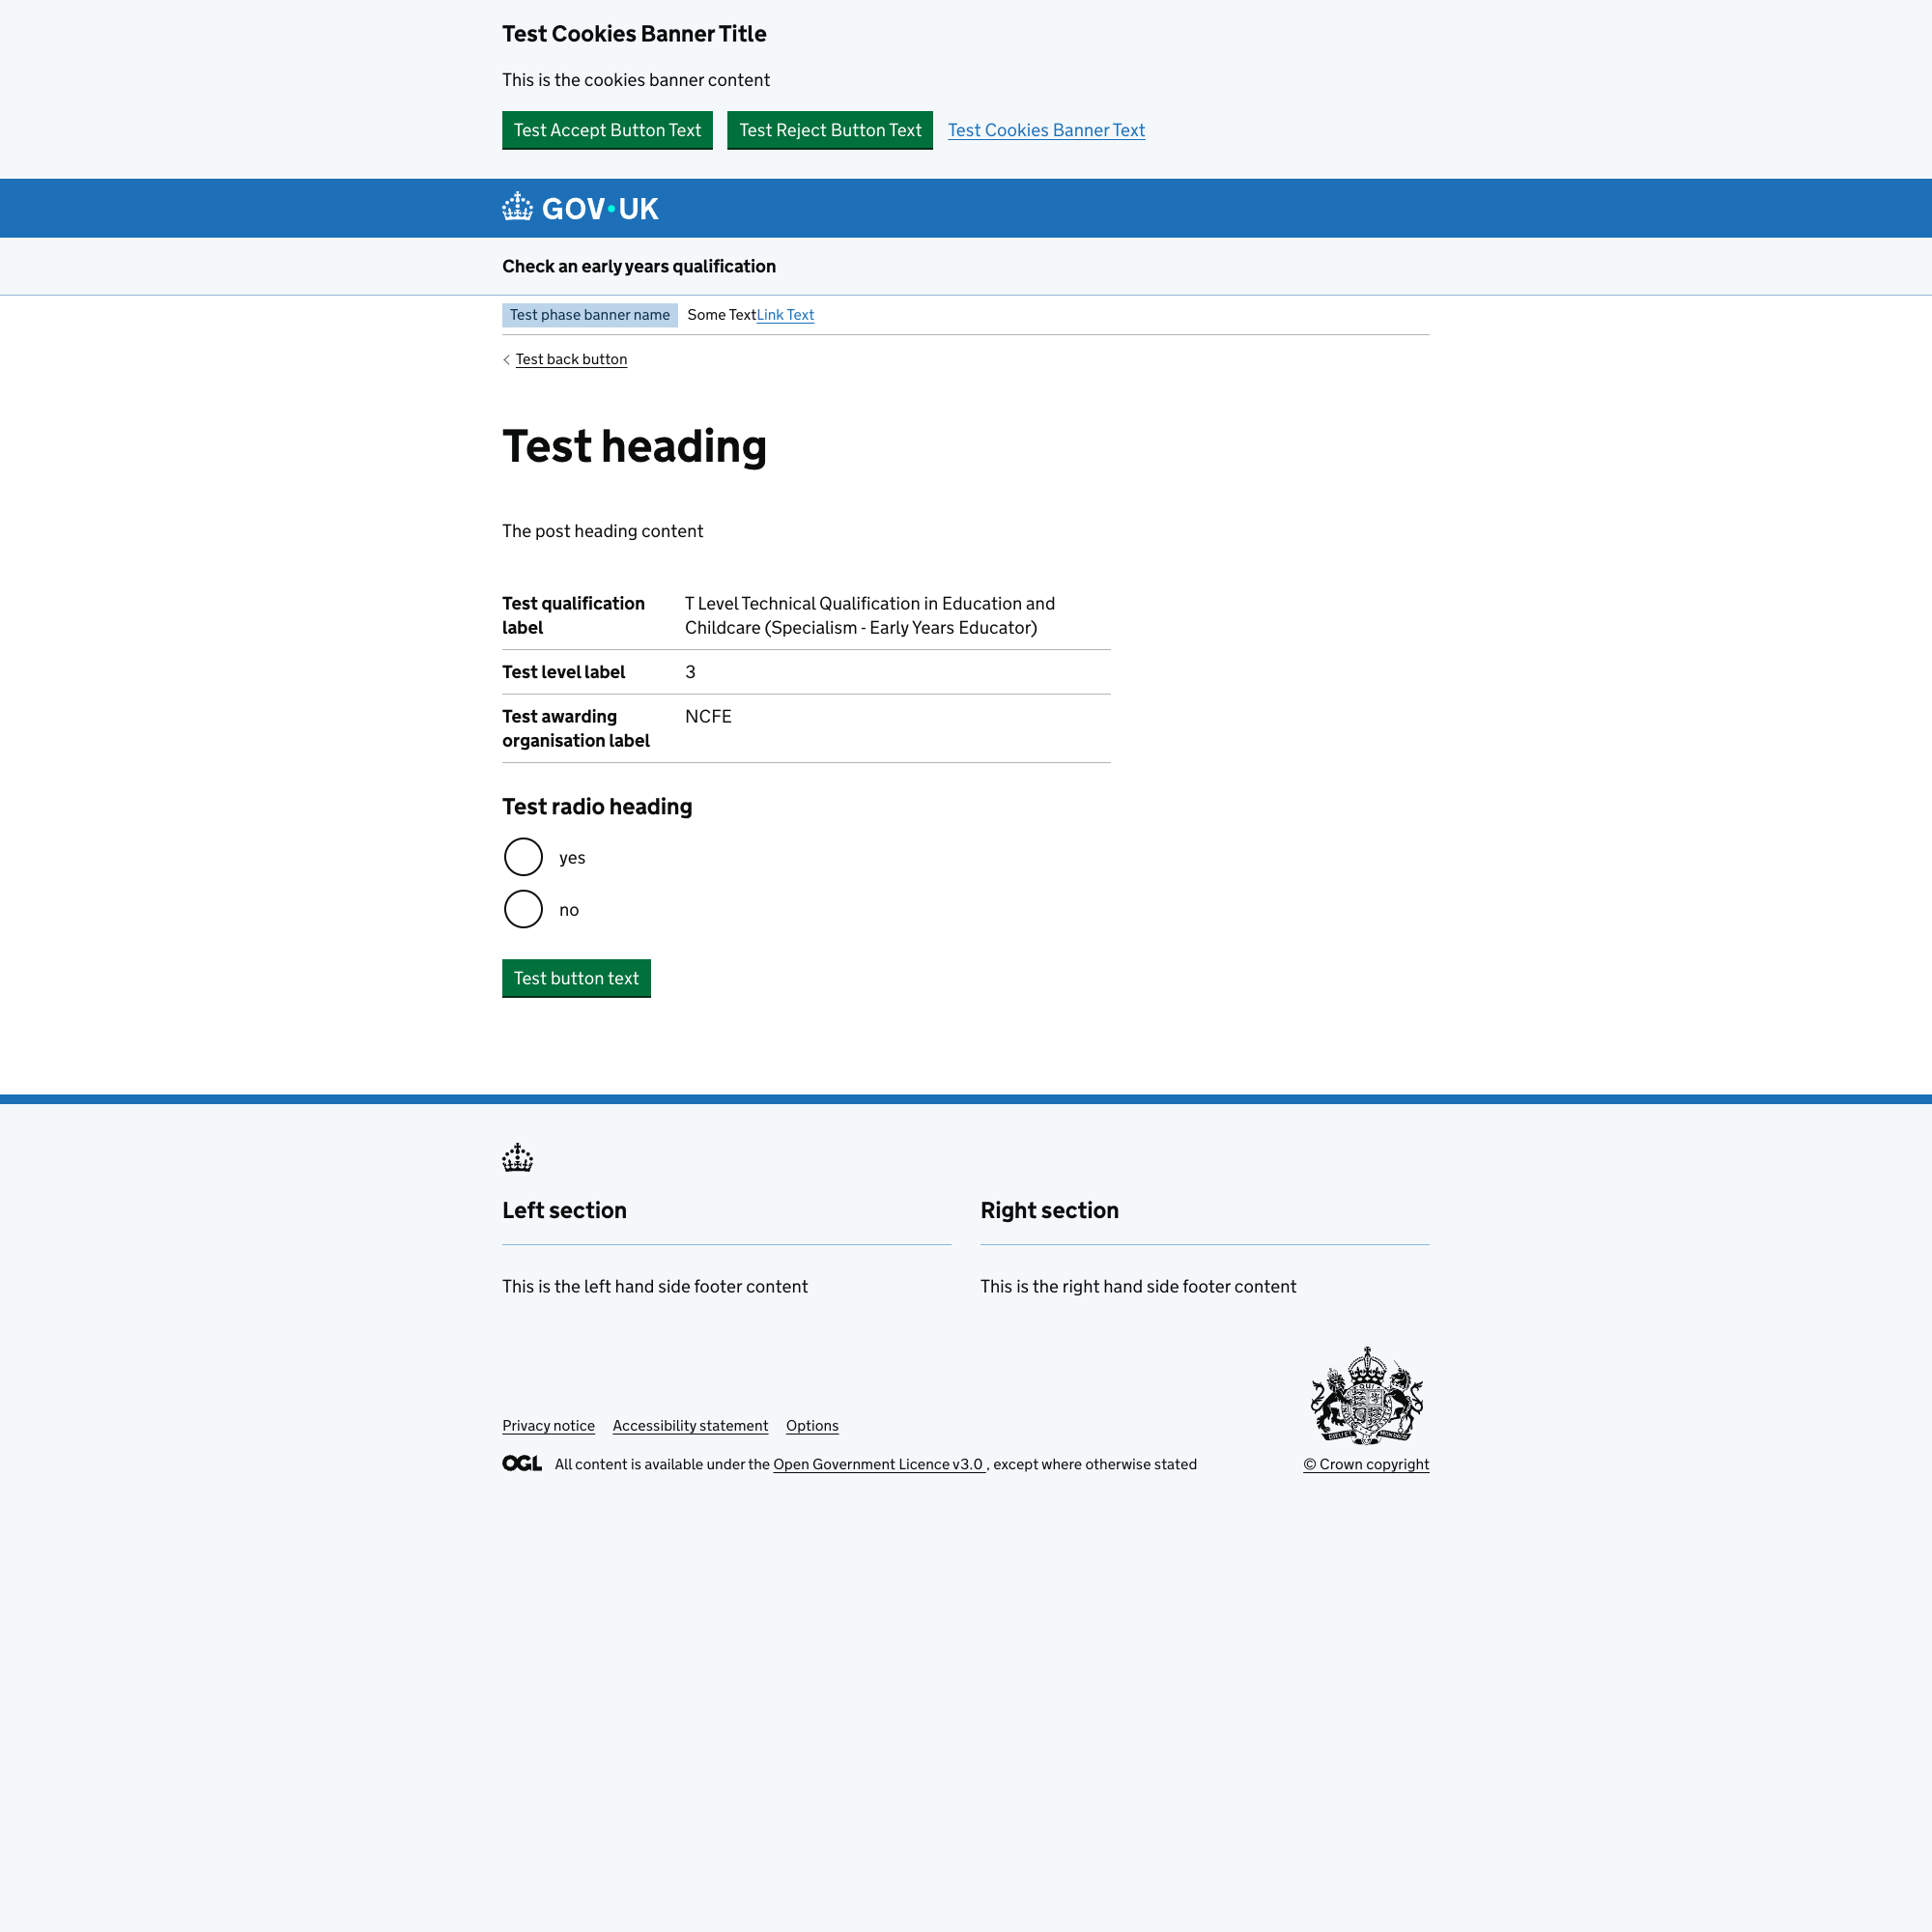 Test Cookies Banner Title
This is the cookies banner content
Test Accept Button Text Test Reject Button Text Test Cookies Banner Text
GOV·UK
Check an early years qualification
Test phase banner name Some TextLink Text
Test back button
Test heading
The post heading content
Test qualification label T Level Technical Qualification in Education and
Childcare (Specialism - Early Years Educator)
Test level label 3
Test awarding organisation label NCFE
Test radio heading
yes
no
Test button text
Left section
This is the left hand side footer content
Right section
This is the right hand side footer content
Privacy notice Accessibility statement Options
OGL All content is available under the Open Government Licence v3.0 , except where otherwise stated
© Crown copyright